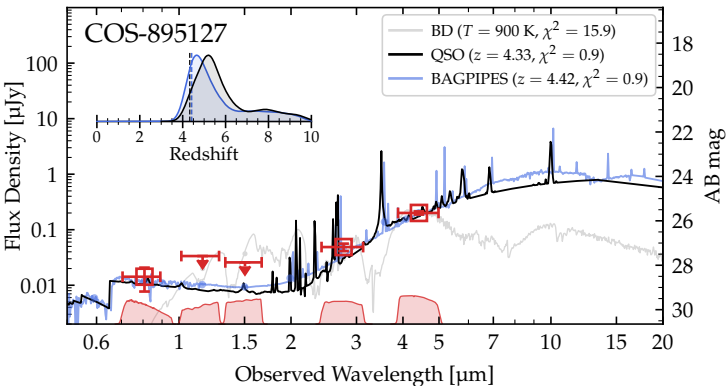 COS-895127
BD (T = 900 K, χ² = 15.9)
QSO (z = 4.33, χ² = 0.9)
BAGPIPES (z = 4.42, χ² = 0.9)
0 2 4 6 8 10
Redshift
Flux Density [μJy]
100
10
1
0.1
0.01
AB mag
18
20
22
24
26
28
30
0.6 1 1.5 2 3 4 5 10 15 20
Observed Wavelength [μm]